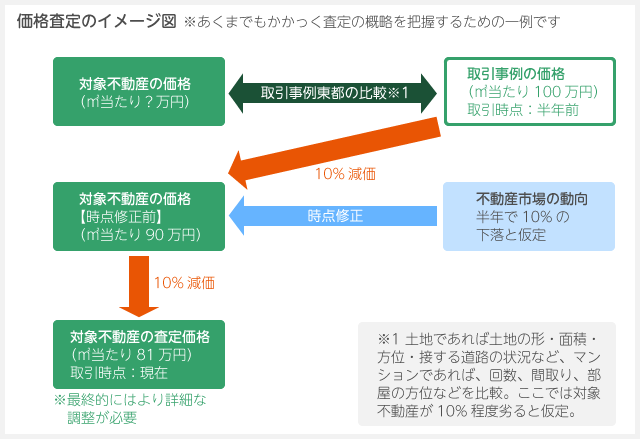 価格査定のイメージ図 ※あくまでもかかっく査定の概略を把握するための一例です
対象不動産の価格
（㎡当たり？万円）
取引事例東都の比較※1
取引事例の価格
（㎡当たり100万円）
取引時点：半年前
10%減価
対象不動産の価格
【時点修正前】
（㎡当たり90万円）
時点修正
不動産市場の動向
半年で10%の
下落と仮定
10%減価
対象不動産の査定価格
（㎡当たり81万円）
取引時点：現在
※最終的にはより詳細な
調整が必要
※1 土地であれば土地の形・面積・
方位・接する道路の状況など、マン
ションであれば、回数、間取り、部
屋の方位などを比較。ここでは対象
不動産が10%程度劣ると仮定。